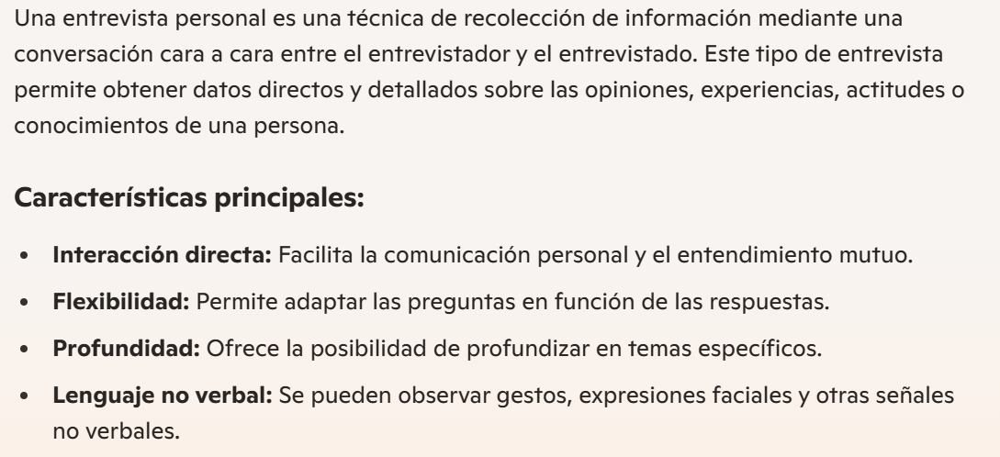 Una entrevista personal es una técnica de recolección de información mediante una
conversación cara a cara entre el entrevistador y el entrevistado. Este tipo de entrevista
permite obtener datos directos y detallados sobre las opiniones, experiencias, actitudes o
conocimientos de una persona.
Características principales:
• Interacción directa: Facilita la comunicación personal y el entendimiento mutuo.
• Flexibilidad: Permite adaptar las preguntas en función de las respuestas.
• Profundidad: Ofrece la posibilidad de profundizar en temas específicos.
• Lenguaje no verbal: Se pueden observar gestos, expresiones faciales y otras señales
no verbales.